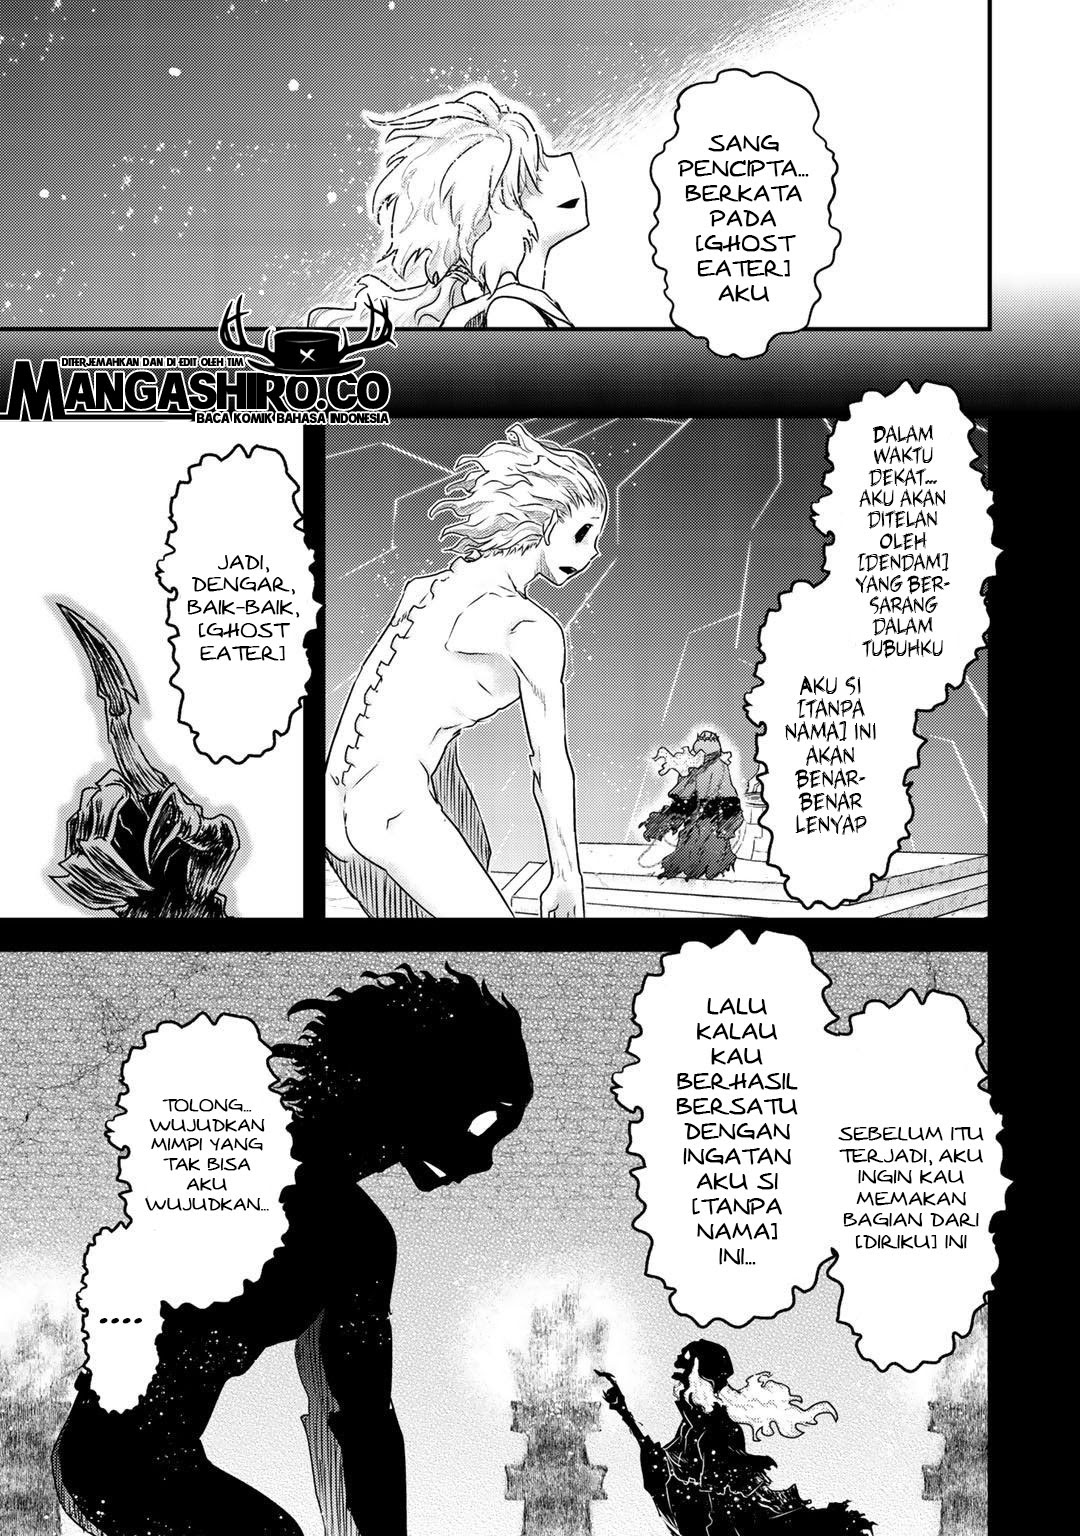 SANG
PENCIPTA...
BERKATA
PADA
[GHOST
EATER]
AKU
DITERJEMAHKAN DAN DI EDIT OLEH TIM
MANGASHIRO.CO
BACA KOMIK BAHASA INDONESIA
DALAM
WAKTU
DEKAT...
AKU AKAN
DITELAN
OLEH
[DENDAM]
YANG BER-
SARANG
DALAM
TUBUHKU
AKU SI
[TANPA
NAMA] INI
AKAN
BENAR-
BENAR
LENYAP
JADI,
DENGAR,
BAIK-BAIK,
[GHOST
EATER]
SEBELUM ITU
TERJADI, AKU
INGIN KAU
MEMAKAN
BAGIAN DARI
[DIRIKU] INI
LALU
KALAU
KAU
BERHASIL
BERSATU
DENGAN
INGATAN
AKU SI
[TANPA
NAMA]
INI...
TOLONG...
WUJUDKAN
MIMPI YANG
TAK BISA
AKU
WUJUDKAN...
....